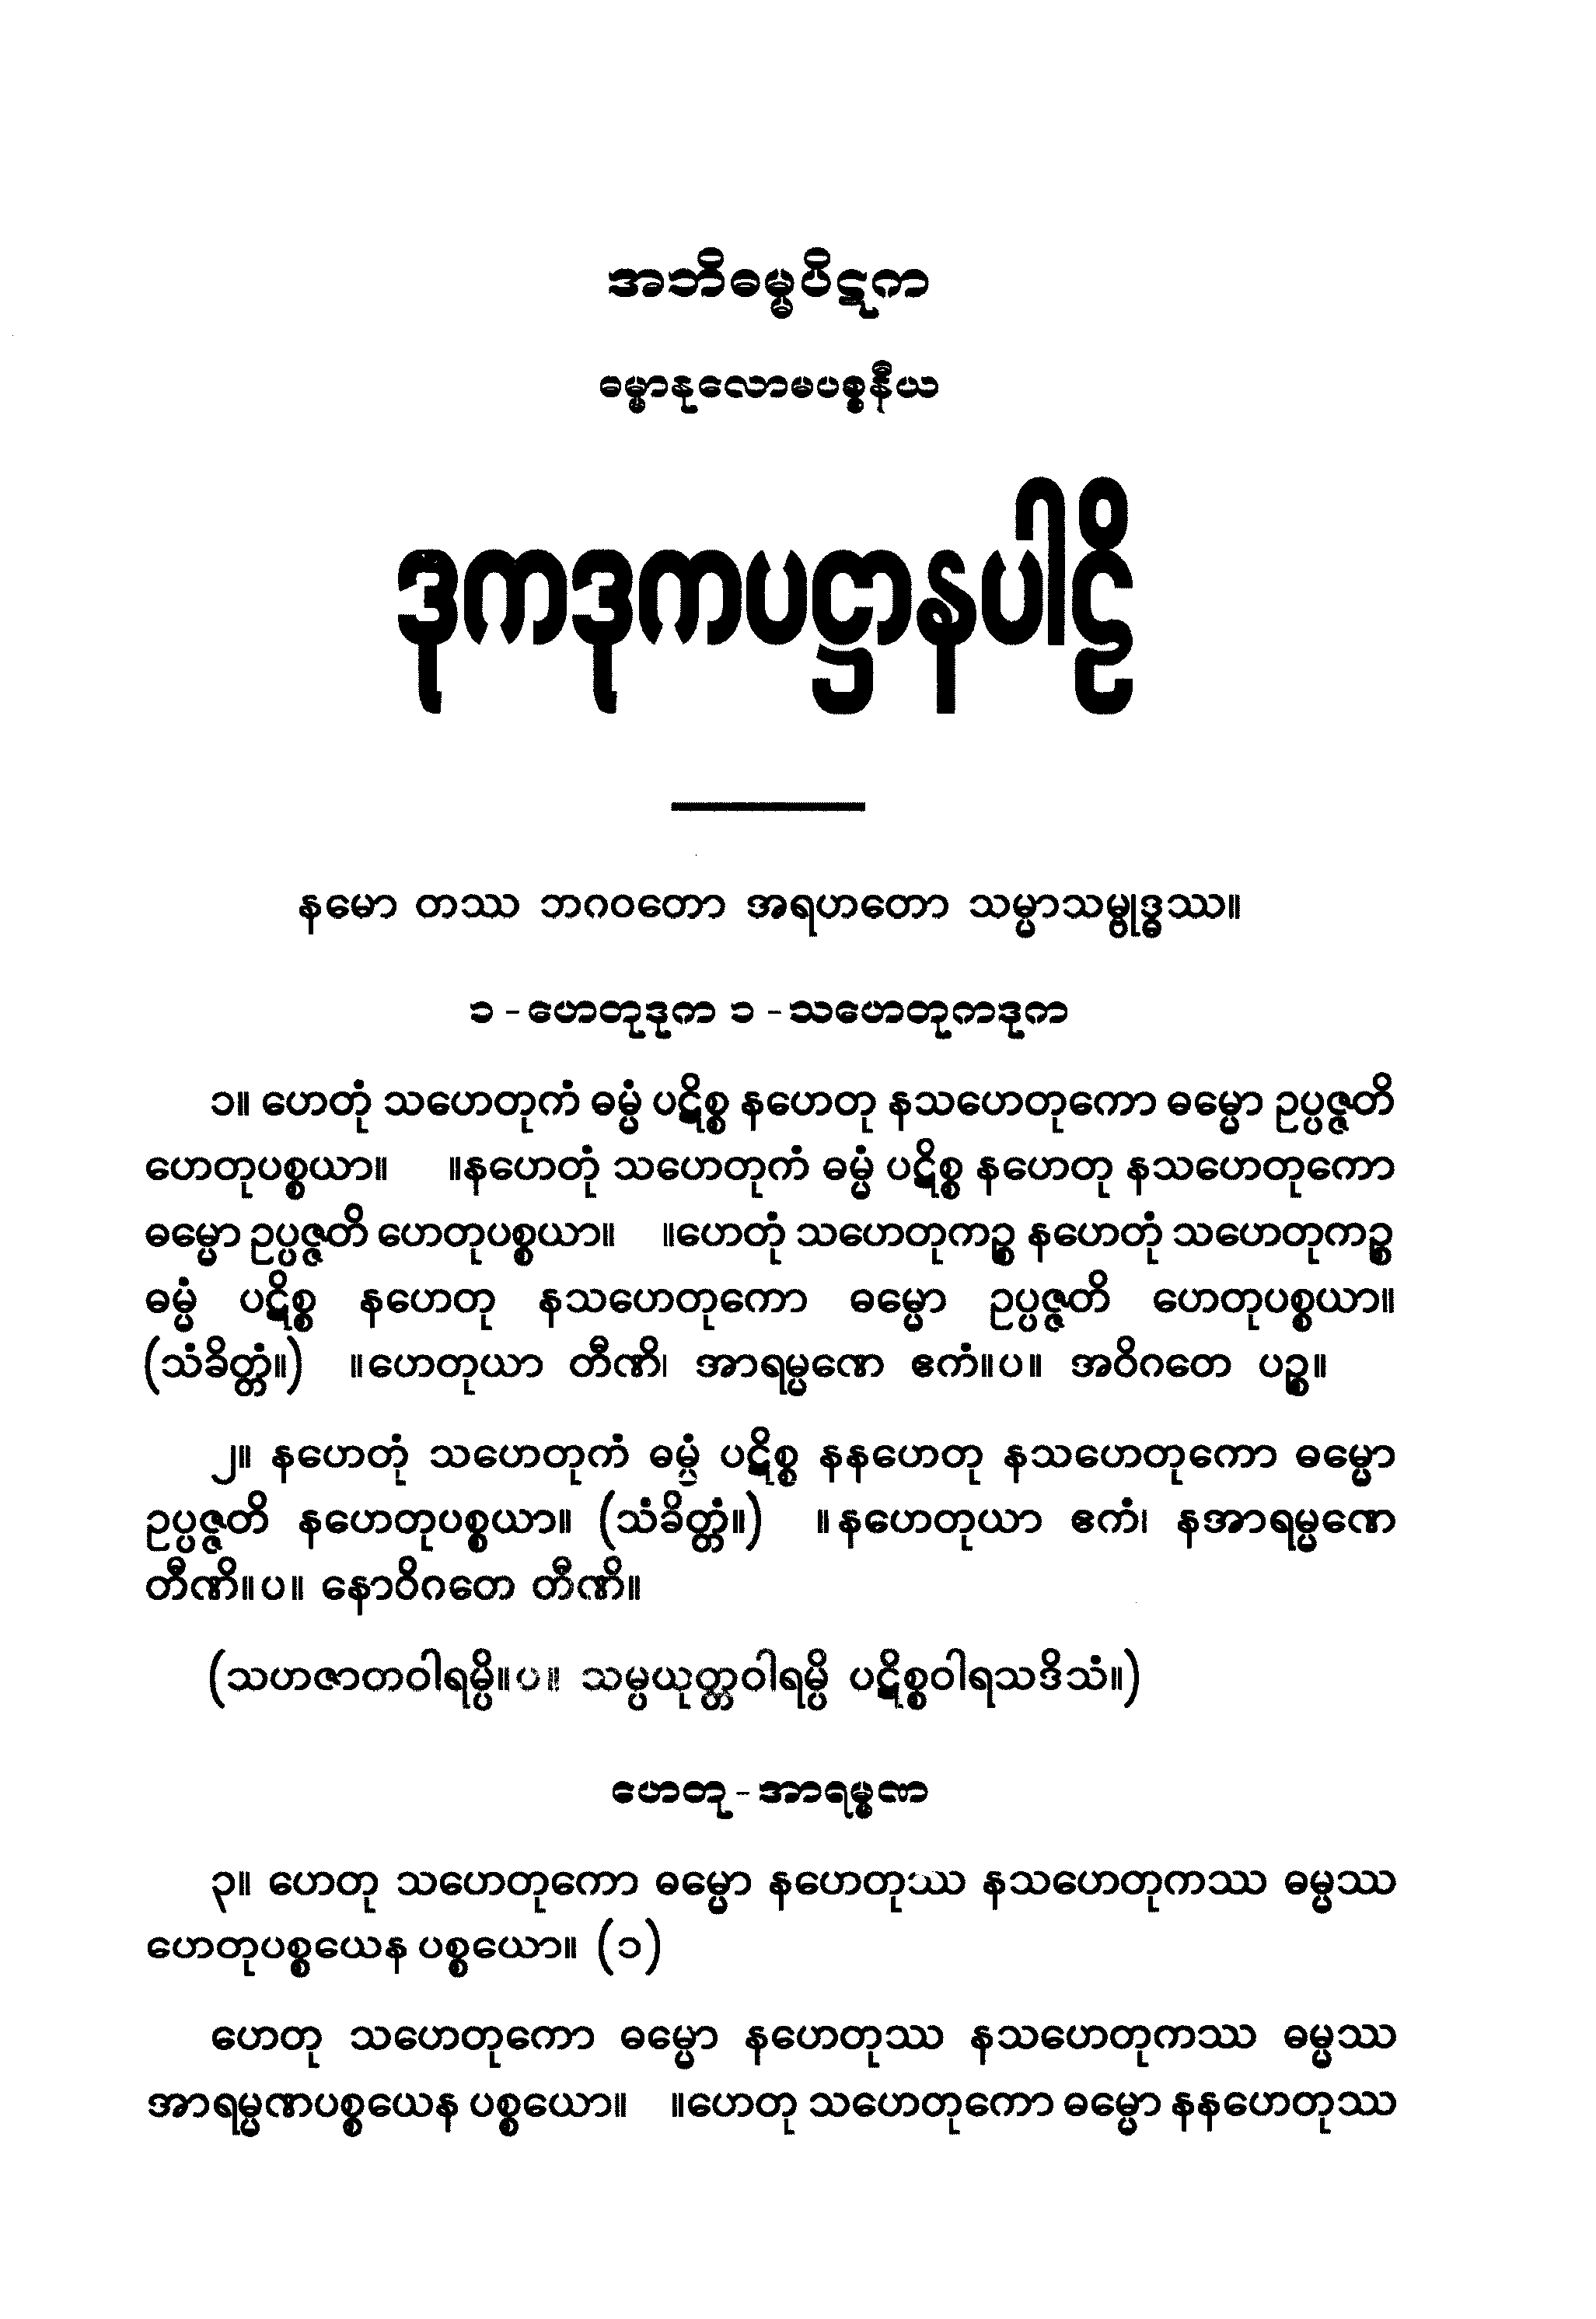 အဘိဓမ္မပိဋက
ဓမ္မာနုလောမပစ္စနီယ
ဒုကဒုကပဋ္ဌာနပါဠိ
နမော တဿ ဘဂဝတော အရဟတော သမ္မာသမ္ဗုဒ္ဓဿ။
၁ - ဟေတုဒုက ၁ - သဟေတုကဒုက
၁။ ဟေတုံ သဟေတုကံ ဓမ္မံ ပဋိစ္စ နဟေတု နသဟေတုကော ဓမ္မော ဥပ္ပဇ္ဇတိ
ဟေတုပစ္စယာ။ ။နဟေတုံ သဟေတုကံ ဓမ္မံ ပဋိစ္စ နဟေတု နသဟေတုကော
ဓမ္မော ဥပ္ပဇ္ဇတိ ဟေတုပစ္စယာ။ ။ဟေတုံ သဟေတုကဉ္စ နဟေတုံ သဟေတုကဉ္စ
ဓမ္မံ ပဋိစ္စ နဟေတု နသဟေတုကော ဓမ္မော ဥပ္ပဇ္ဇတိ ဟေတုပစ္စယာ။
(သံခိတ္တံ။) ။ဟေတုယာ တီဏိ၊ အာရမ္မဏေ ဧကံ။ပ။ အဝိဂတေ ပဉ္စ။
၂။ နဟေတုံ သဟေတုကံ ဓမ္မံ ပဋိစ္စ နနဟေတု နသဟေတုကော ဓမ္မော
ဥပ္ပဇ္ဇတိ နဟေတုပစ္စယာ။ (သံခိတ္တံ။) ။နဟေတုယာ ဧကံ၊ နအာရမ္မဏေ
တီဏိ။ပ။ နောဝိဂတေ တီဏိ။
(သဟဇာတဝါရမ္ပိ။ပ။ သမ္ပယုတ္တဝါရမ္ပိ ပဋိစ္စဝါရသဒိသံ။)
ဟေတု - အာရမ္မဏ
၃။ ဟေတု သဟေတုကော ဓမ္မော နဟေတုဿ နသဟေတုကဿ ဓမ္မဿ
ဟေတုပစ္စယေန ပစ္စယော။ (၁)
ဟေတု သဟေတုကော ဓမ္မော နဟေတုဿ နသဟေတုကဿ ဓမ္မဿ
အာရမ္မဏပစ္စယေန ပစ္စယော။ ။ဟေတု သဟေတုကော ဓမ္မော နနဟေတုဿ